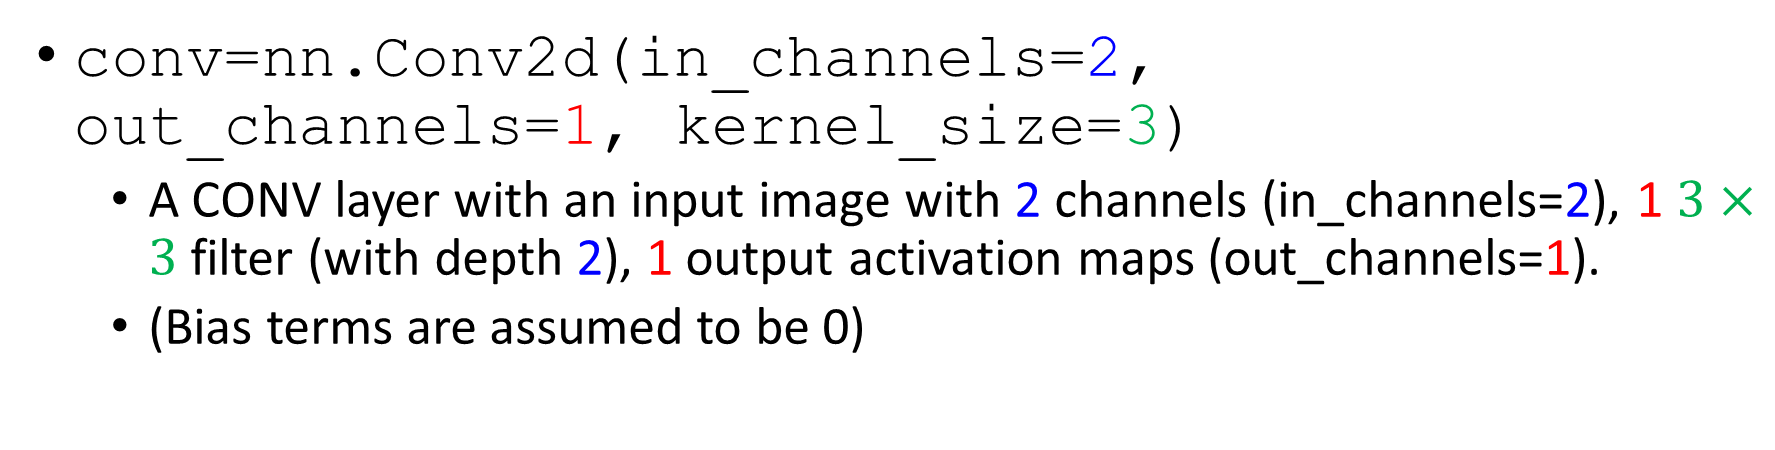 • conv=nn.Conv2d(in_channels=2,
out_channels=1, kernel_size=3)
• A CONV layer with an input image with 2 channels (in_channels=2), 1 3 ×
3 filter (with depth 2), 1 output activation maps (out_channels=1).
• (Bias terms are assumed to be 0)